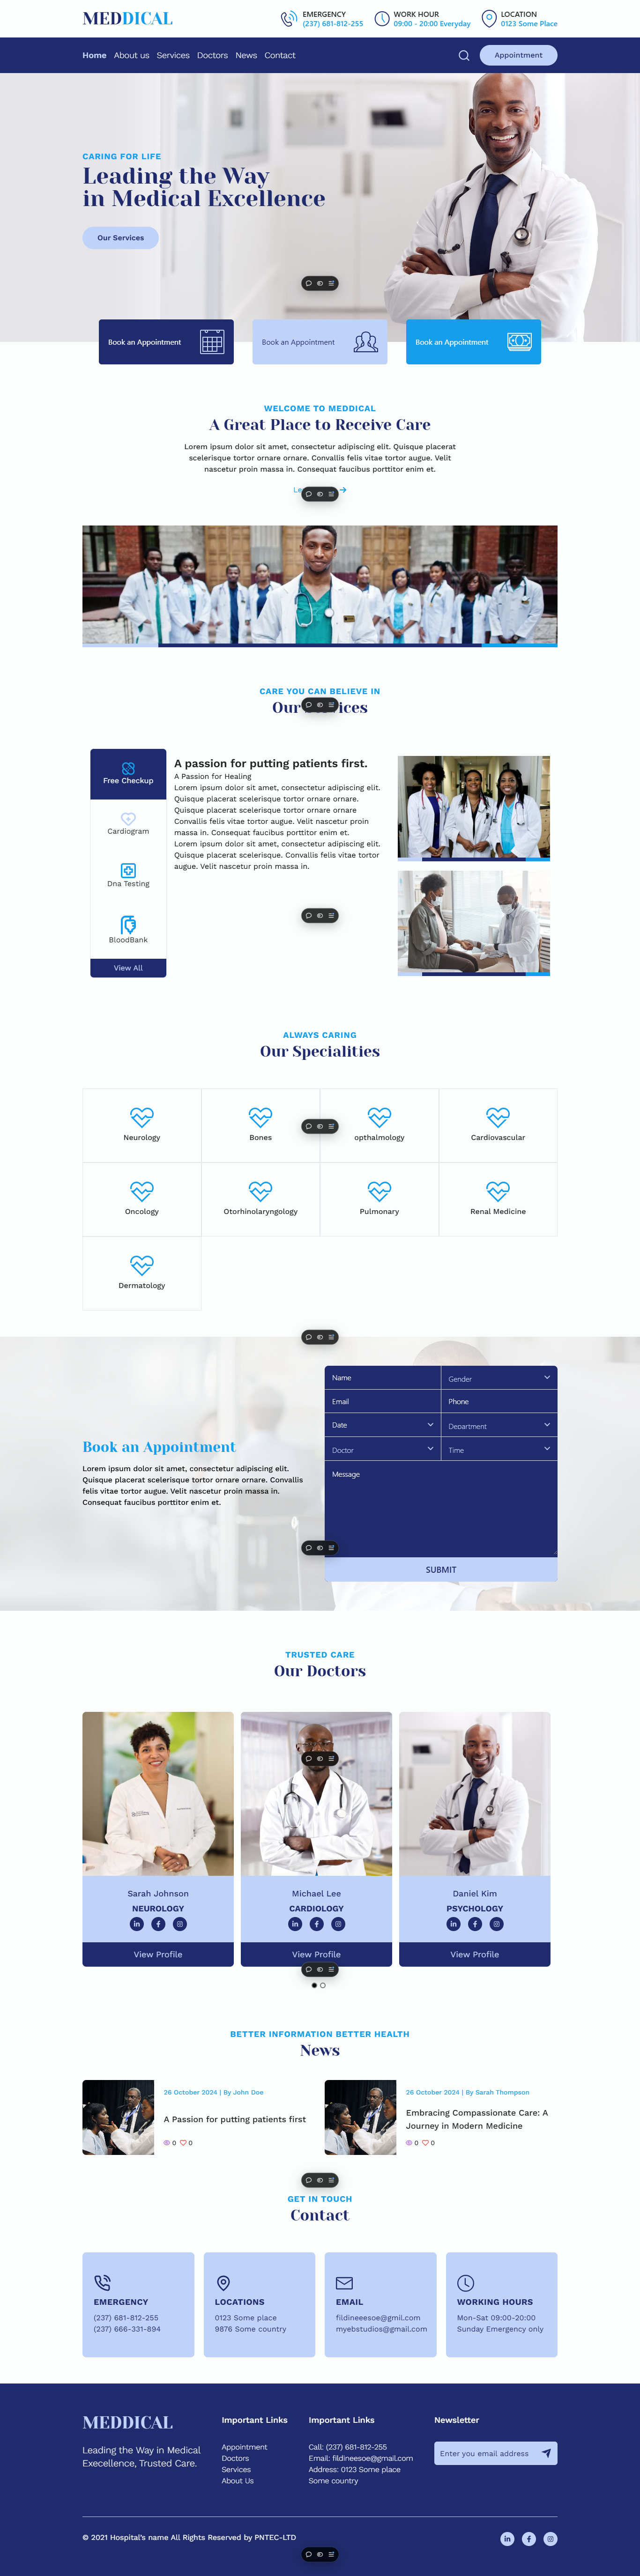 MEDDICAL
EMERGENCY
(237) 681-812-255
WORK HOUR
09:00 - 20:00 Everyday
LOCATION
0123 Some Place
Home About us Services Doctors News Contact
Appointment
CARING FOR LIFE
Leading the Way
in Medical Excellence
Our Services
Book an Appointment
Book an Appointment
Book an Appointment
WELCOME TO MEDDICAL
A Great Place to Receive Care
Lorem ipsum dolor sit amet, consectetur adipiscing elit. Quisque placerat
scelerisque tortor ornare ornare. Convallis felis vitae tortor augue. Velit
nascetur proin massa in. Consequat faucibus porttitor enim et.
CARE YOU CAN BELIEVE IN
Our
Free Checkup
Cardiogram
Dna Testing
BloodBank
View All
A passion for putting patients first.
A Passion for Healing
Lorem ipsum dolor sit amet, consectetur adipiscing elit.
Quisque placerat scelerisque tortor ornare ornare.
Quisque placerat scelerisque tortor ornare ornare
Convallis felis vitae tortor augue. Velit nascetur proin
massa in. Consequat faucibus porttitor enim et.
Lorem ipsum dolor sit amet, consectetur adipiscing elit.
Quisque placerat scelerisque. Convallis felis vitae tortor
augue. Velit nascetur proin massa in.
ALWAYS CARING
Our Specialities
Neurology
Bones
opthalmology
Cardiovascular
Oncology
Otorhinolaryngology
Pulmonary
Renal Medicine
Dermatology
Book an Appointment
Lorem ipsum dolor sit amet, consectetur adipiscing elit.
Quisque placerat scelerisque tortor ornare ornare. Convallis
felis vitae tortor augue. Velit nascetur proin massa in.
Consequat faucibus porttitor enim et.
Name
Gender
Email
Phone
Date
Department
Doctor
Time
Message
SUBMIT
TRUSTED CARE
Our Doctors
Sarah Johnson
NEUROLOGY
View Profile
Michael Lee
CARDIOLOGY
View Profile
Daniel Kim
PSYCHOLOGY
View Profile
BETTER INFORMATION BETTER HEALTH
News
26 October 2024 | By John Doe
A Passion for putting patients first
0 0
26 October 2024 | By Sarah Thompson
Embracing Compassionate Care: A
Journey in Modern Medicine
0 0
GET IN TOUCH
Contact
EMERGENCY
(237) 681-812-255
(237) 666-331-894
LOCATIONS
0123 Some place
9876 Some country
EMAIL
fildineeesoe@gmil.com
myebstudios@gmail.com
WORKING HOURS
Mon-Sat 09:00-20:00
Sunday Emergency only
MEDDICAL
Leading the Way in Medical
Execellence, Trusted Care.
Important Links
Appointment
Doctors
Services
About Us
Important Links
Call: (237) 681-812-255
Email: fildineesoe@gmail.com
Address: 0123 Some place
Some country
Newsletter
Enter you email address
© 2021 Hospital's name All Rights Reserved by PNTEC-LTD